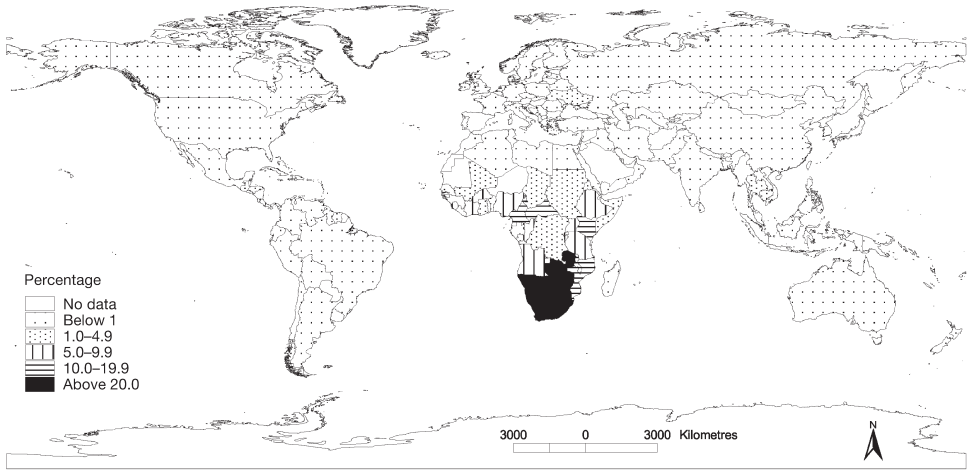 Percentage
No data
Below 1
1.0–4.9
5.0–9.9
10.0–19.9
Above 20.0
3000 0 3000 Kilometres
N